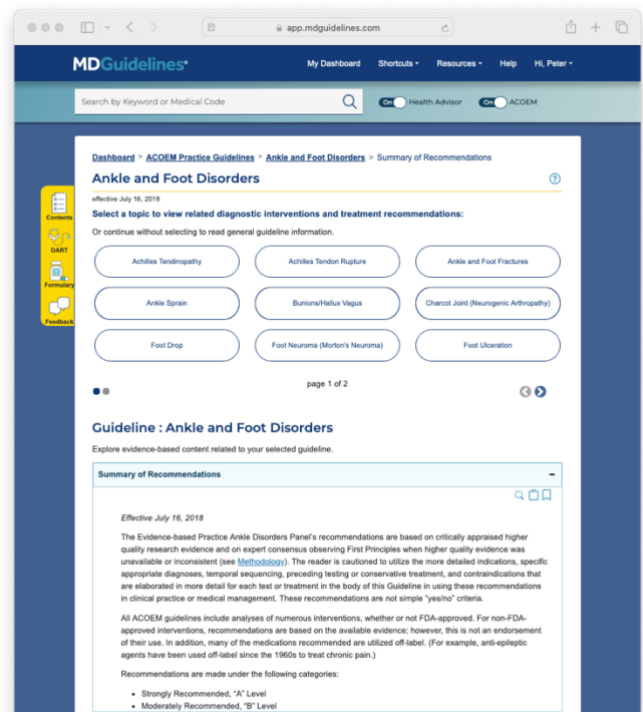 app.mdguidelines.com
MDGuidelines®
My Dashboard Shortcuts Resources Help Hi, Peter
Search by Keyword or Medical Code
On Health Advisor On ACOEM
Dashboard > ACOEM Practice Guidelines > Ankle and Foot Disorders > Summary of Recommendations
Ankle and Foot Disorders
?
effective July 16, 2018
Select a topic to view related diagnostic interventions and treatment recommendations:
Or continue without selecting to read general guideline information.
Contents
DART
Formulary
Feedback
Achilles Tendinopathy
Achilles Tendon Rupture
Ankle and Foot Fractures
Ankle Sprain
Bunions/Hallux Vagus
Charcot Joint (Neurogenic Arthropathy)
Foot Drop
Foot Neuroma (Morton's Neuroma)
Foot Ulceration
page 1 of 2
Guideline : Ankle and Foot Disorders
Explore evidence-based content related to your selected guideline.
Summary of Recommendations
Effective July 16, 2018
The Evidence-based Practice Ankle Disorders Panel's recommendations are based on critically appraised higher
quality research evidence and on expert consensus observing First Principles when higher quality evidence was
unavailable or inconsistent (see Methodology). The reader is cautioned to utilize the more detailed indications, specific
appropriate diagnoses, temporal sequencing, preceding testing or conservative treatment, and contraindications that
are elaborated in more detail for each test or treatment in the body of this Guideline in using these recommendations
in clinical practice or medical management. These recommendations are not simple "yes/no" criteria.
All ACOEM guidelines include analyses of numerous interventions, whether or not FDA-approved. For non-FDA-
approved interventions, recommendations are based on the available evidence; however, this is not an endorsement
of their use. In addition, many of the medications recommended are utilized off-label. (For example, anti-epileptic
agents have been used off-label since the 1960s to treat chronic pain.)
Recommendations are made under the following categories:
• Strongly Recommended, "A" Level
• Moderately Recommended, "B" Level